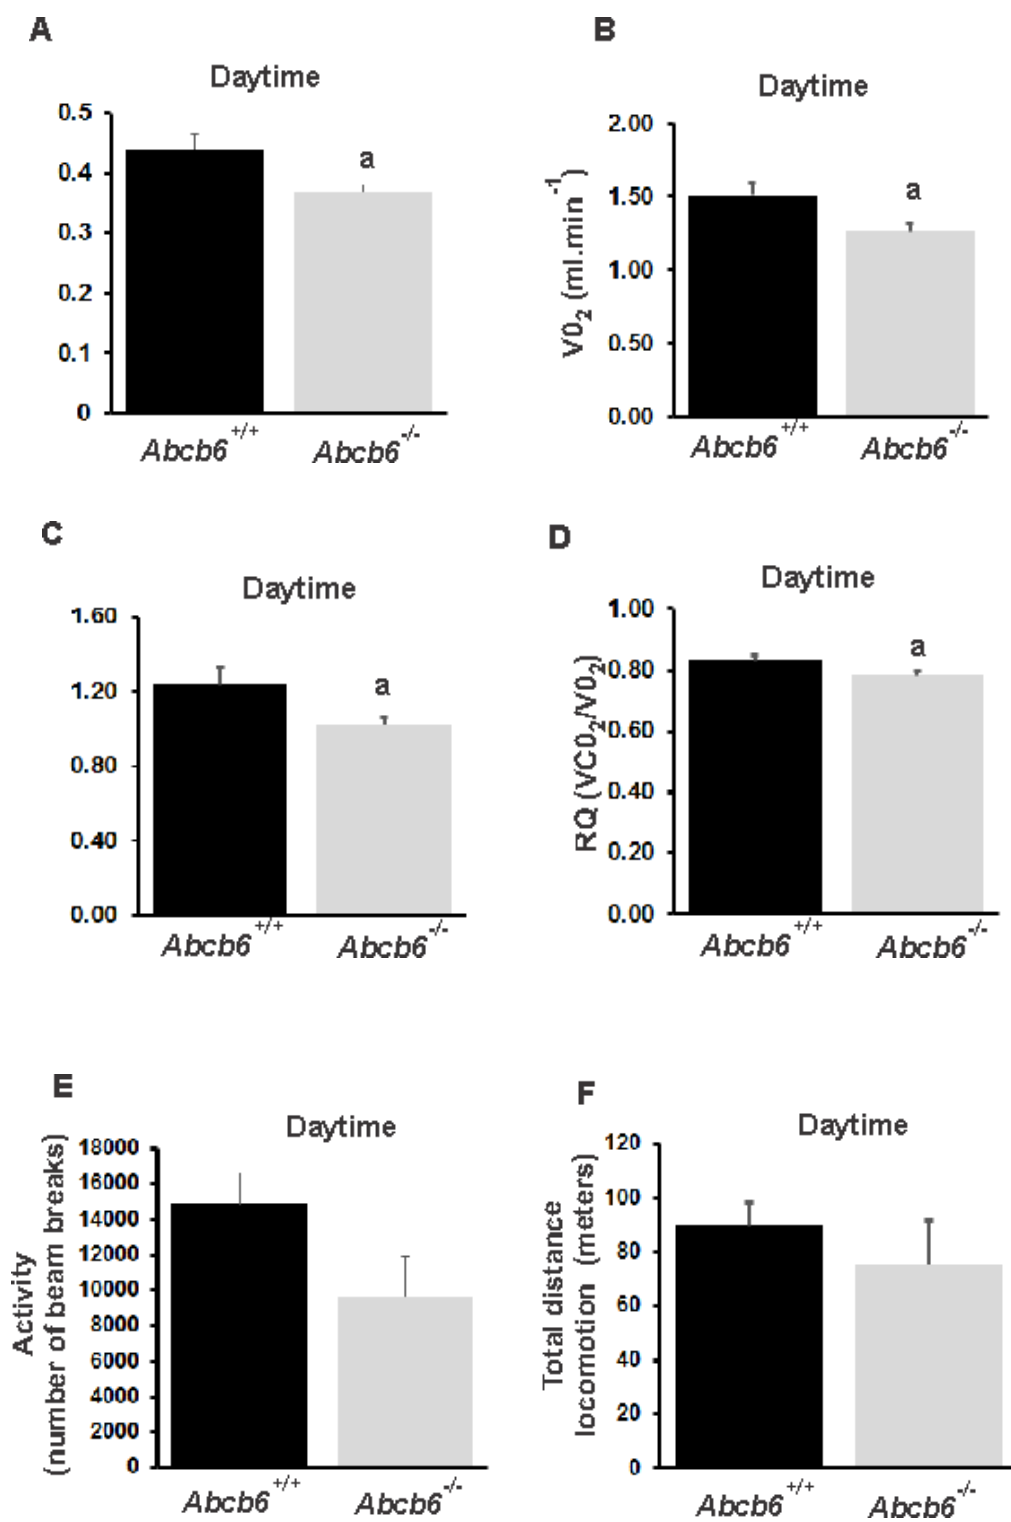 A
Daytime
0.5
0.4
0.3
0.2
0.1
0
a
Abcb6+/+
Abcb6-/-
B
Daytime
V02 (ml.min-1)
2.00
1.50
1.00
0.50
0.00
a
Abcb6+/+
Abcb6-/-
C
Daytime
1.60
1.20
0.80
0.40
0.00
a
Abcb6+/+
Abcb6-/-
D
Daytime
RQ (VC02/V02)
1.00
0.80
0.60
0.40
0.20
0.00
a
Abcb6+/+
Abcb6-/-
E
Daytime
Activity
(number of beam breaks)
18000
16000
14000
12000
10000
8000
6000
4000
2000
0
Abcb6+/+
Abcb6-/-
F
Daytime
Total distance
locomotion (meters)
120
100
80
60
40
20
0
Abcb6+/+
Abcb6-/-